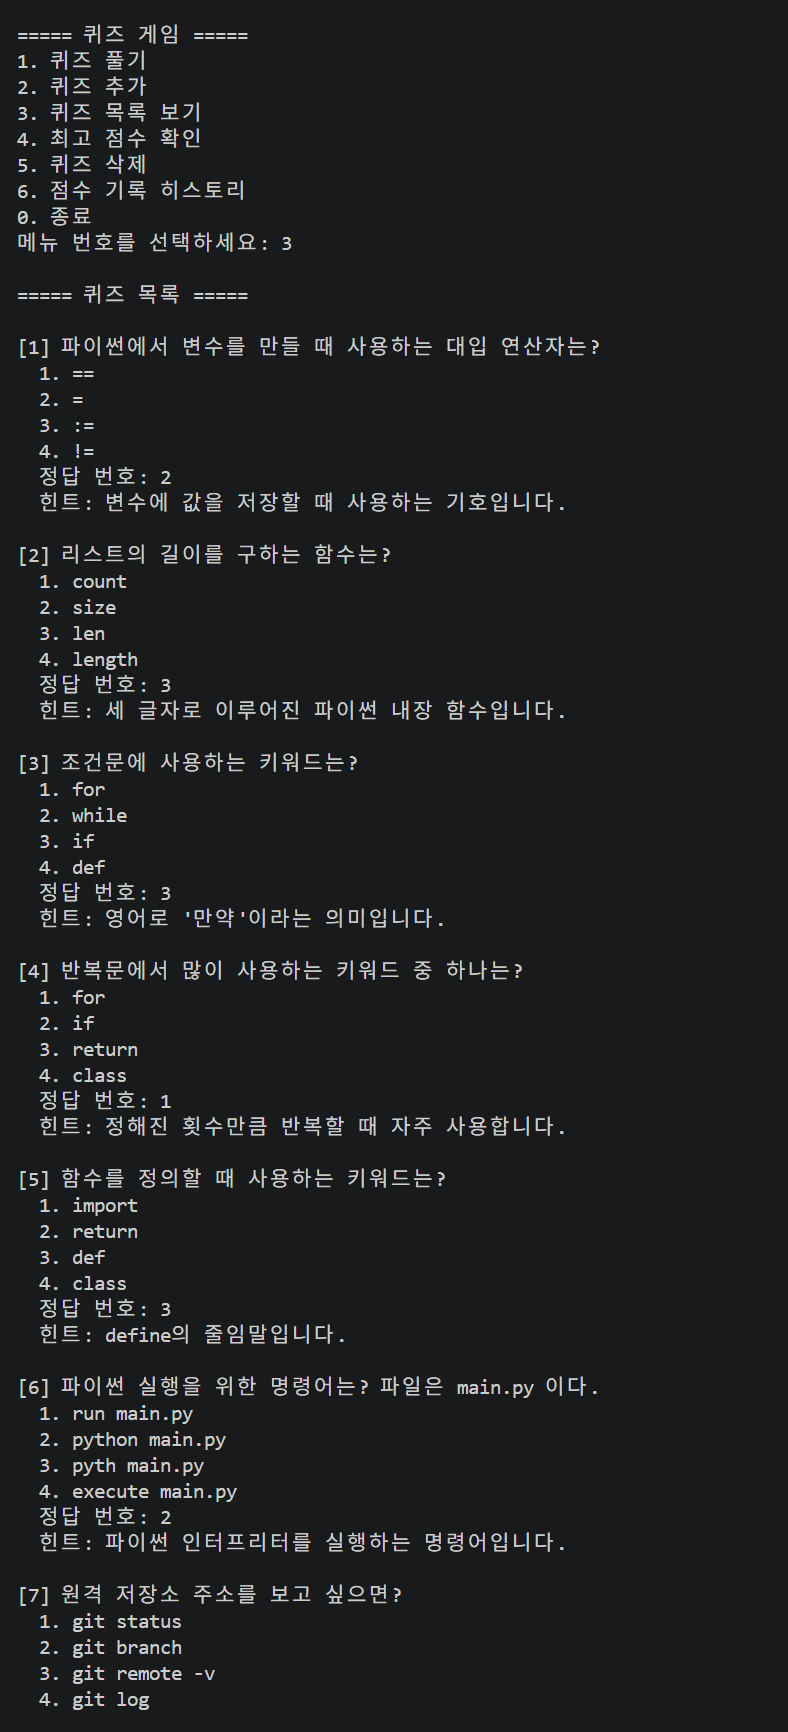 ===== 퀴즈 게임 =====
1. 퀴즈 풀기
2. 퀴즈 추가
3. 퀴즈 목록 보기
4. 최고 점수 확인
5. 퀴즈 삭제
6. 점수 기록 히스토리
0. 종료
메뉴 번호를 선택하세요: 3

===== 퀴즈 목록 =====

[1] 파이썬에서 변수를 만들 때 사용하는 대입 연산자는?
  1. ==
  2. =
  3. :=
  4. !=
  정답 번호: 2
  힌트: 변수에 값을 저장할 때 사용하는 기호입니다.

[2] 리스트의 길이를 구하는 함수는?
  1. count
  2. size
  3. len
  4. length
  정답 번호: 3
  힌트: 세 글자로 이루어진 파이썬 내장 함수입니다.

[3] 조건문에 사용하는 키워드는?
  1. for
  2. while
  3. if
  4. def
  정답 번호: 3
  힌트: 영어로 '만약'이라는 의미입니다.

[4] 반복문에서 많이 사용하는 키워드 중 하나는?
  1. for
  2. if
  3. return
  4. class
  정답 번호: 1
  힌트: 정해진 횟수만큼 반복할 때 자주 사용합니다.

[5] 함수를 정의할 때 사용하는 키워드는?
  1. import
  2. return
  3. def
  4. class
  정답 번호: 3
  힌트: define의 줄임말입니다.

[6] 파이썬 실행을 위한 명령어는? 파일은 main.py 이다.
  1. run main.py
  2. python main.py
  3. pyth main.py
  4. execute main.py
  정답 번호: 2
  힌트: 파이썬 인터프리터를 실행하는 명령어입니다.

[7] 원격 저장소 주소를 보고 싶으면?
  1. git status
  2. git branch
  3. git remote -v
  4. git log